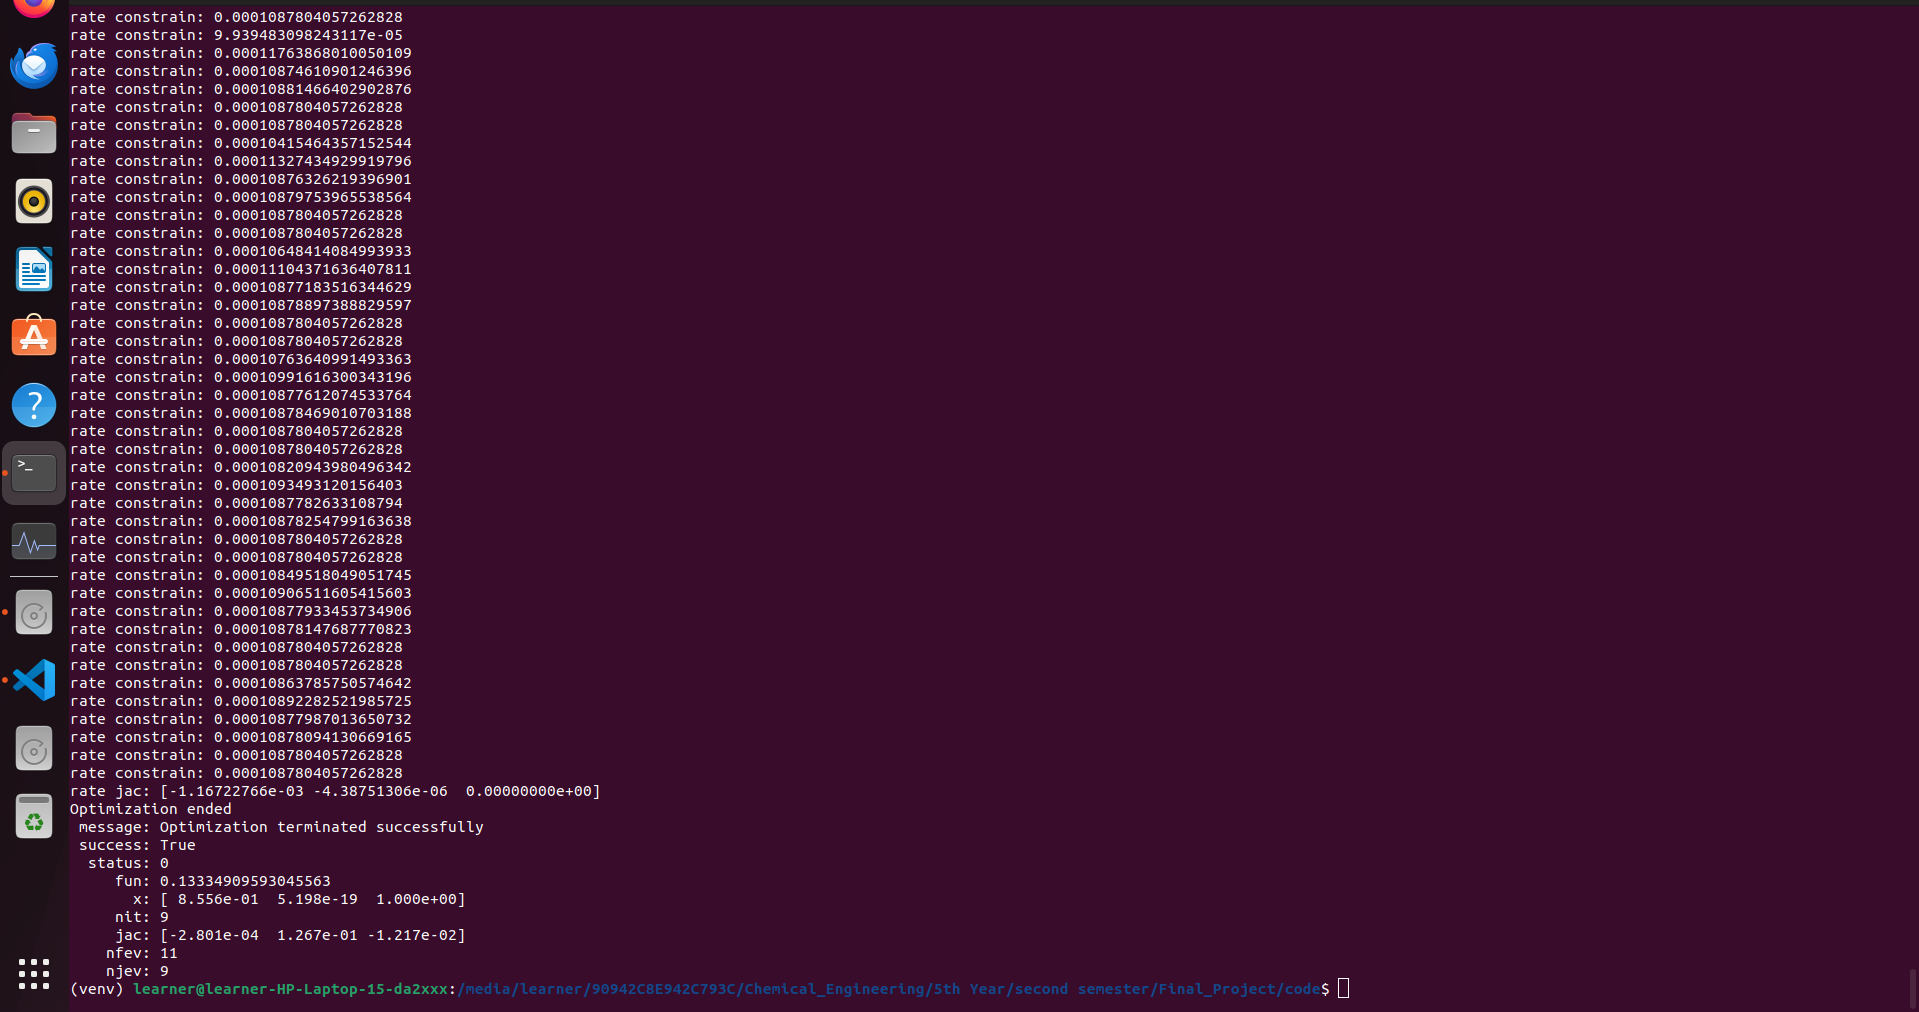 rate constrain: 0.0001087804057262828
rate constrain: 9.939483098243117e-05
rate constrain: 0.00011763868010050109
rate constrain: 0.00010874610901246396
rate constrain: 0.00010881466402902876
rate constrain: 0.0001087804057262828
rate constrain: 0.0001087804057262828
rate constrain: 0.00010415464357152544
rate constrain: 0.00011327434929919796
rate constrain: 0.00010876326219396901
rate constrain: 0.00010879753965538564
rate constrain: 0.0001087804057262828
rate constrain: 0.0001087804057262828
rate constrain: 0.00010648414084993933
rate constrain: 0.00011104371636407811
rate constrain: 0.00010877183516344629
rate constrain: 0.00010878897388829597
rate constrain: 0.0001087804057262828
rate constrain: 0.0001087804057262828
rate constrain: 0.00010763640991493363
rate constrain: 0.00010991616300343196
rate constrain: 0.00010877612074533764
rate constrain: 0.00010878469010703188
rate constrain: 0.0001087804057262828
rate constrain: 0.0001087804057262828
rate constrain: 0.00010820943980496342
rate constrain: 0.0001093493120156403
rate constrain: 0.0001087782633108794
rate constrain: 0.00010878254799163638
rate constrain: 0.0001087804057262828
rate constrain: 0.0001087804057262828
rate constrain: 0.00010849518049051745
rate constrain: 0.00010906511605415603
rate constrain: 0.00010877933453734906
rate constrain: 0.00010878147687770823
rate constrain: 0.0001087804057262828
rate constrain: 0.0001087804057262828
rate constrain: 0.00010863785750574642
rate constrain: 0.00010892282521985725
rate constrain: 0.00010877987013650732
rate constrain: 0.00010878094130669165
rate constrain: 0.0001087804057262828
rate constrain: 0.0001087804057262828
rate jac: [-1.16722766e-03 -4.38751306e-06  0.00000000e+00]
Optimization ended
 message: Optimization terminated successfully
 success: True
  status: 0
     fun: 0.13334909593045563
       x: [ 8.556e-01  5.198e-19  1.000e+00]
     nit: 9
     jac: [-2.801e-04  1.267e-01 -1.217e-02]
    nfev: 11
    njev: 9
(venv) learner@learner-HP-Laptop-15-da2xxx:/media/learner/90942C8E942C793C/Chemical_Engineering/5th Year/second semester/Final_Project/code$